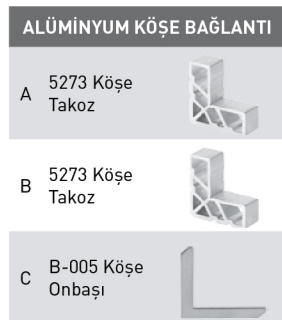 ALÜMİNYUM KÖŞE BAĞLANTI
A
5273 Köşe
Takoz
B
5273 Köşe
Takoz
C
B-005 Köşe
Onbaşı